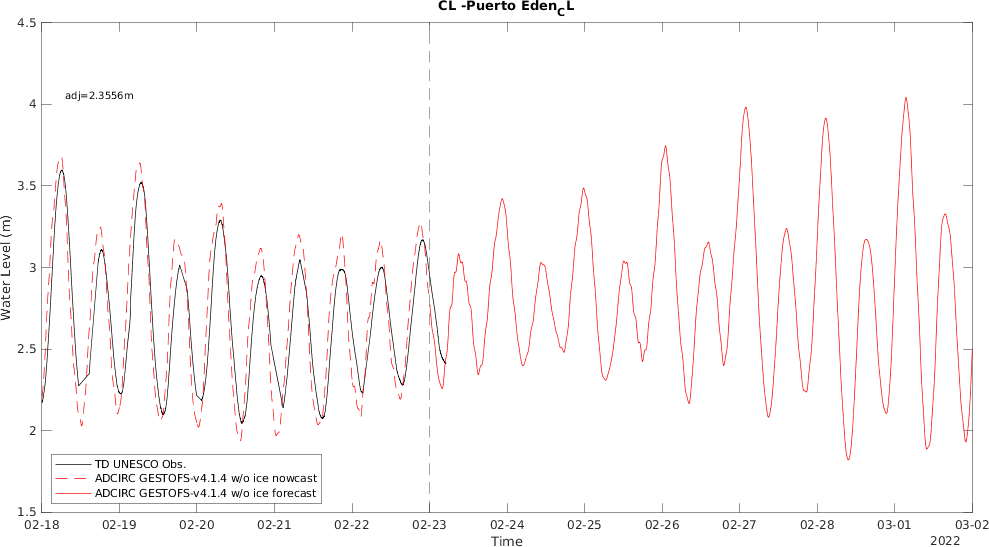 CL -Puerto Eden_CL
4.5
4
3.5
3
2.5
2
1.5
Water Level (m)
adj=2.3556m
TD UNESCO Obs.
ADCIRC GESTOFS-v4.1.4 w/o ice nowcast
ADCIRC GESTOFS-v4.1.4 w/o ice forecast
02-18 02-19 02-20 02-21 02-22 02-23 02-24 02-25 02-26 02-27 02-28 03-01 03-02
Time
2022